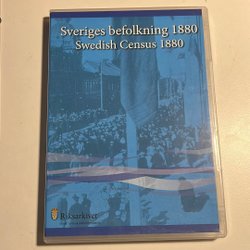 Sveriges befolkning 1880
Swedish Census 1880
Riksarkivet